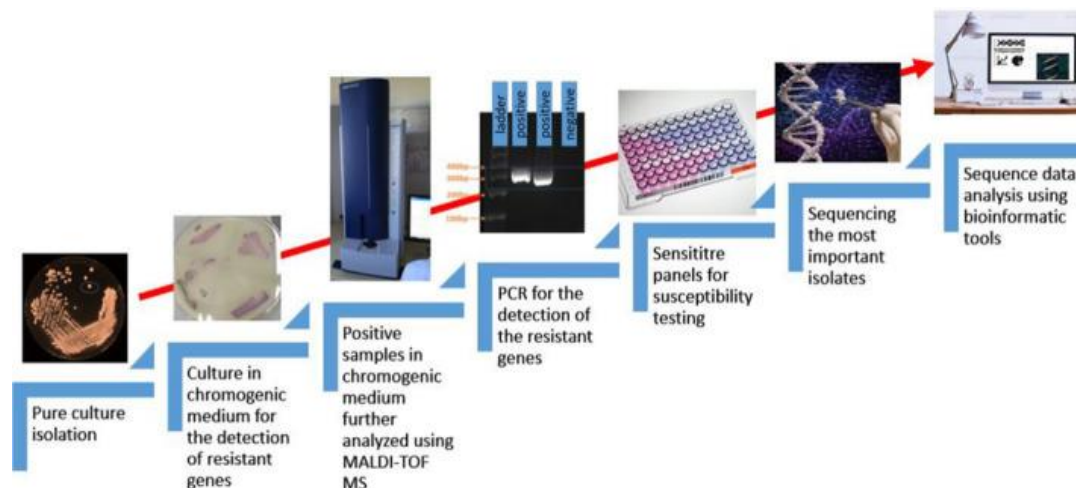 Pure culture
isolation
Culture in
chromogenic
medium for
the detection
of resistant
genes
Positive
samples in
chromogenic
medium
further
analyzed using
MALDI-TOF
MS
ladder
positive
positive
negative
PCR for the
detection of
the resistant
genes
Sensititre
panels for
susceptibility
testing
Sequencing
the most
important
isolates
Sequence data
analysis using
bioinformatic
tools